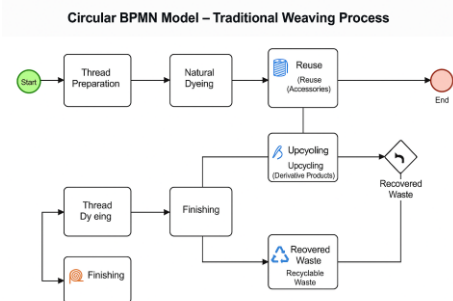 Circular BPMN Model – Traditional Weaving Process
Start
Thread
Preparation
Natural
Dyeing
Reuse
(Reuse
(Accessories)
End
Upcyoling
Upcycling
(Derivative Products)
Recovered
Waste
Thread
Dy eing
Finishing
Reovered
Waste
Recyclable
Waste
Finishing